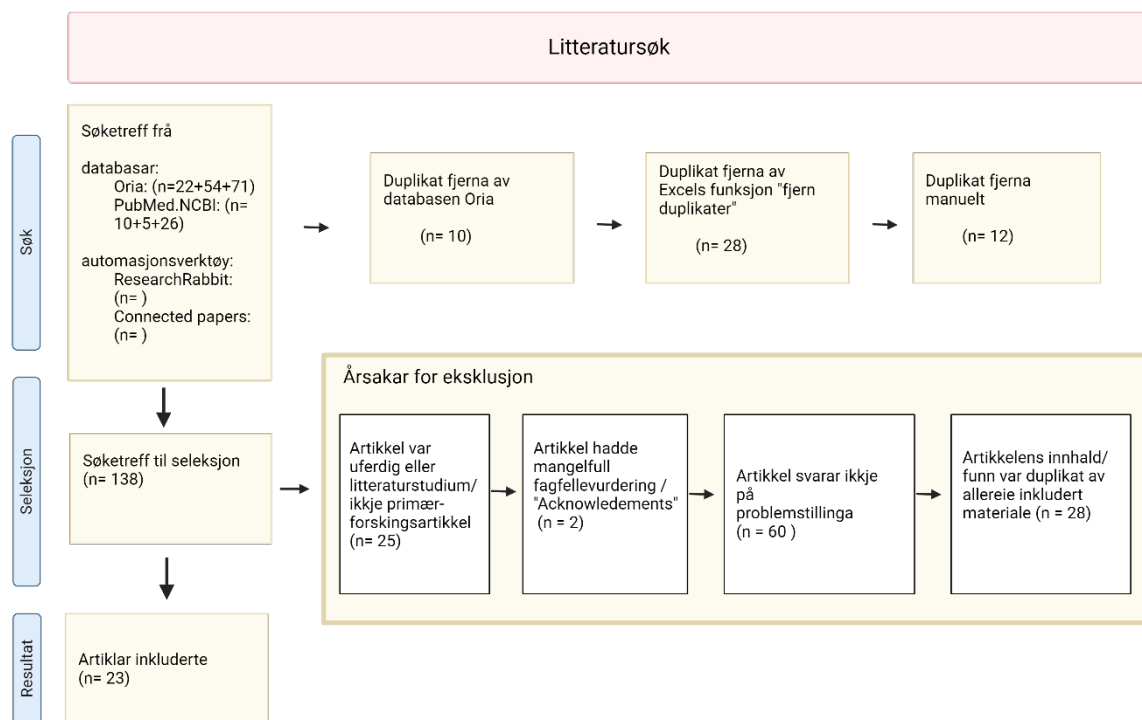 Litteratursøk
Søk
Søketreff frå
databasar:
Oria: (n=22+54+71)
PubMed.NCBI: (n=
10+5+26)
automasjonsverktøy:
ResearchRabbit:
(n= )
Connected papers:
(n= )
Duplikat fjerna av
databasen Oria
(n= 10)
Duplikat fjerna av
Excels funksjon "fjern
duplikater"
(n= 28)
Duplikat fjerna
manuelt
(n= 12)
Seleksjon
Søketreff til seleksjon
(n= 138)
Årsakar for eksklusjon
Artikkel var
uferdig eller
litteraturstudium/
ikkje primær-
forskingsartikkel
(n= 25)
Artikkel hadde
mangelfull
fagfellevurdering /
"Acknowledements"
(n = 2)
Artikkel svarar ikkje
på
problemstillinga
(n = 60 )
Artikkelens innhald/
funn var duplikat av
allereie inkludert
materiale (n = 28)
Resultat
Artiklar inkluderte
(n= 23)